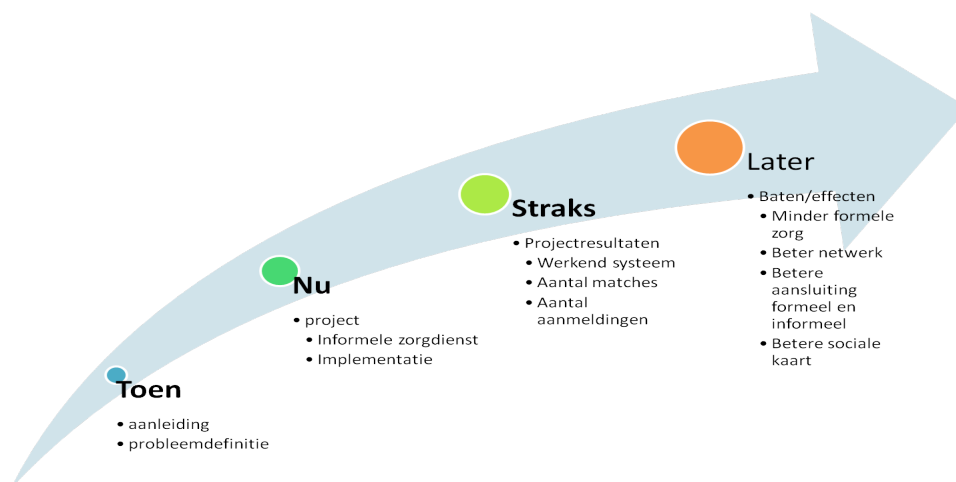 Toen
• aanleiding
• probleemdefinitie
Nu
• project
• Informele zorgdienst
• Implementatie
Straks
• Projectresultaten
• Werkend systeem
• Aantal matches
• Aantal
aanmeldingen
Later
• Baten/effecten
• Minder formele
zorg
• Beter netwerk
• Betere
aansluiting
formeel en
informeel
• Betere sociale
kaart